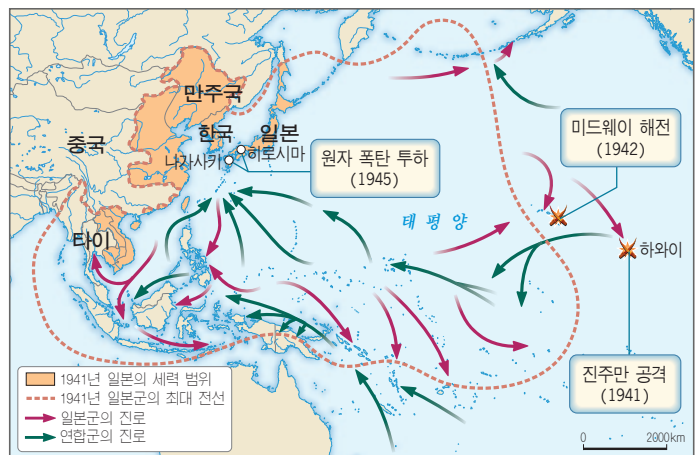 만주국
중국
한국
일본
나가사키
히로시마
원자 폭탄 투하
(1945)
미드웨이 해전
(1942)
태평양
타이
하와이
진주만 공격
(1941)
1941년 일본의 세력 범위
1941년 일본군의 최대 전선
일본군의 진로
연합군의 진로
0 2000km